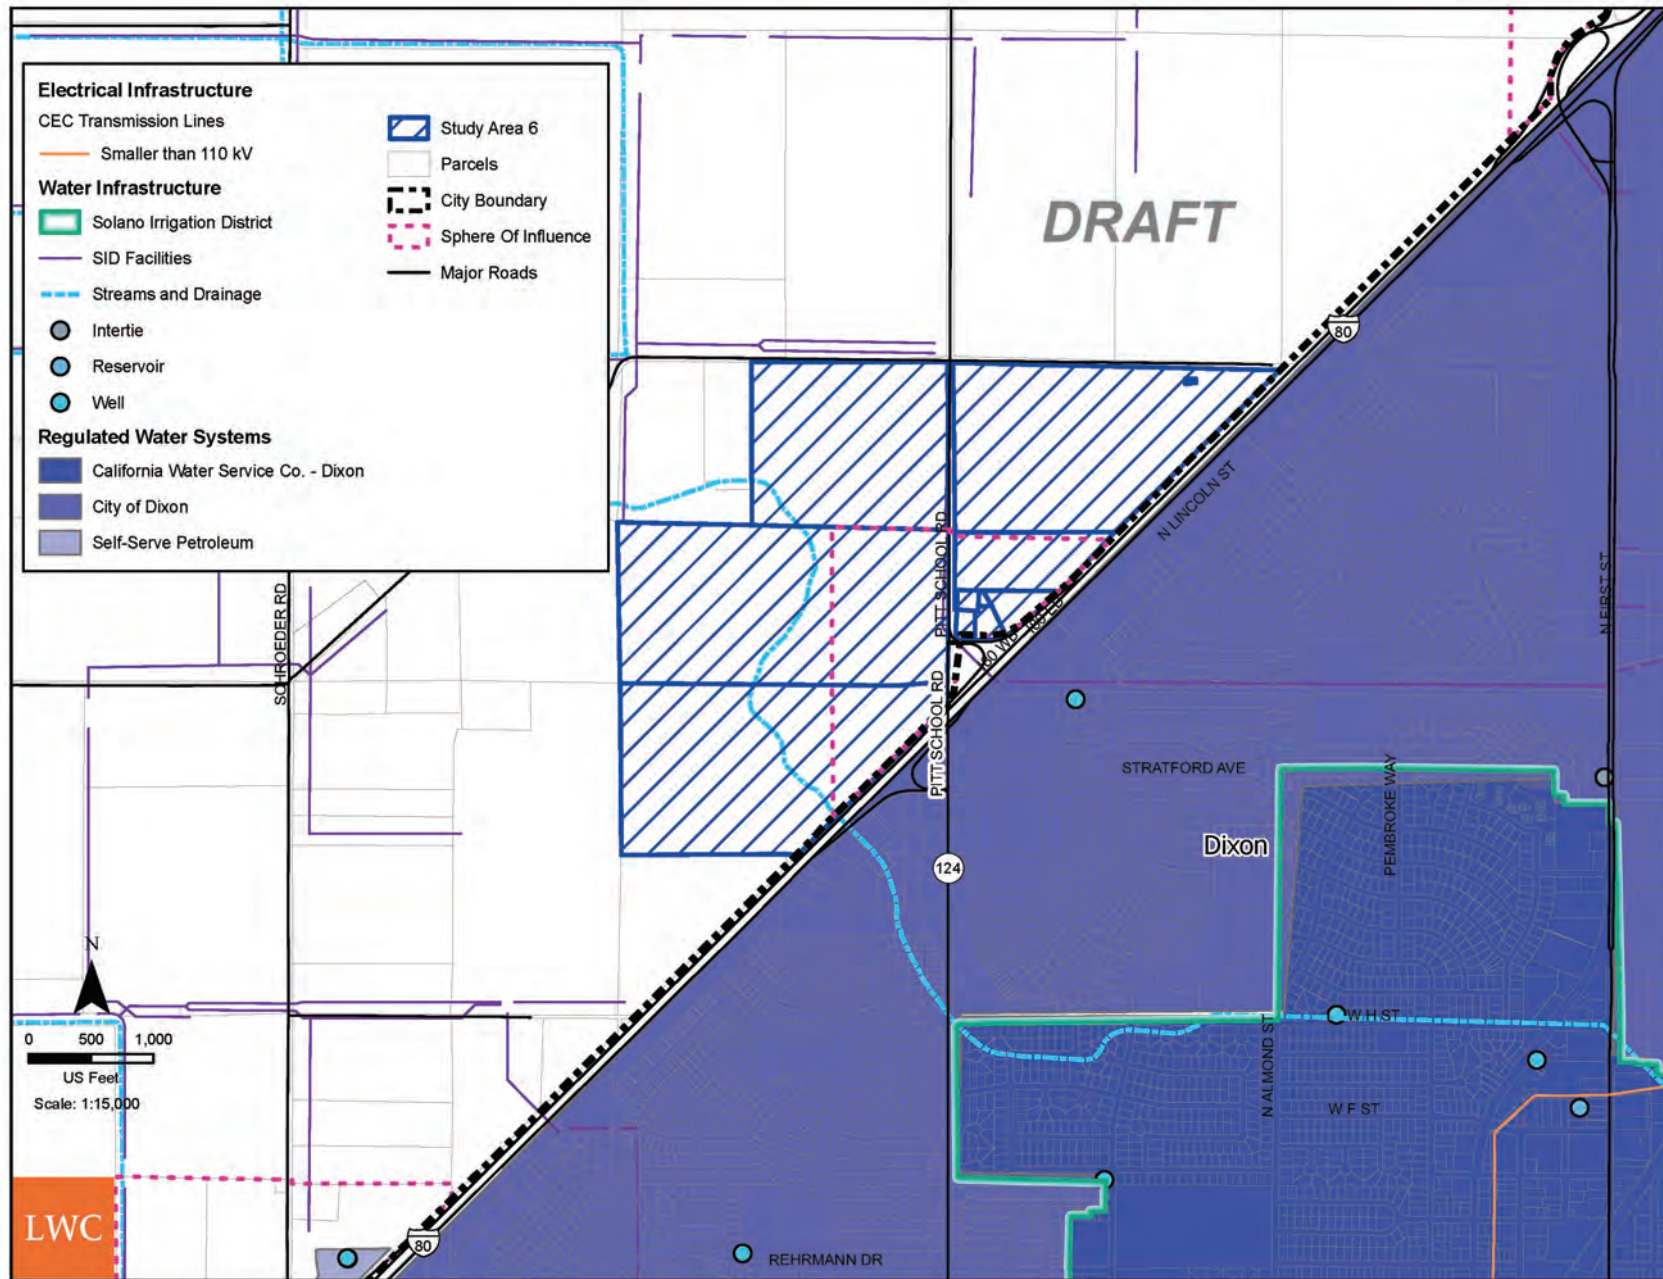 Electrical Infrastructure
CEC Transmission Lines
Smaller than 110 kV
Water Infrastructure
Solano Irrigation District
SID Facilities
Streams and Drainage
Intertie
Reservoir
Well
Regulated Water Systems
California Water Service Co. - Dixon
City of Dixon
Self-Serve Petroleum
Study Area 6
Parcels
City Boundary
Sphere Of Influence
Major Roads
DRAFT
80
N LINCOLN ST
PITT SCHOOL RD
N FIRST ST
SCHROEDER RD
I80 WB
I80 EB
PITT SCHOOL RD
STRATFORD AVE
PEMBROKE WAY
Dixon
124
N
0 500 1,000
US Feet
Scale: 1:15,000
W H ST
N ALMOND ST
W F ST
LWC
80
REHRMANN DR